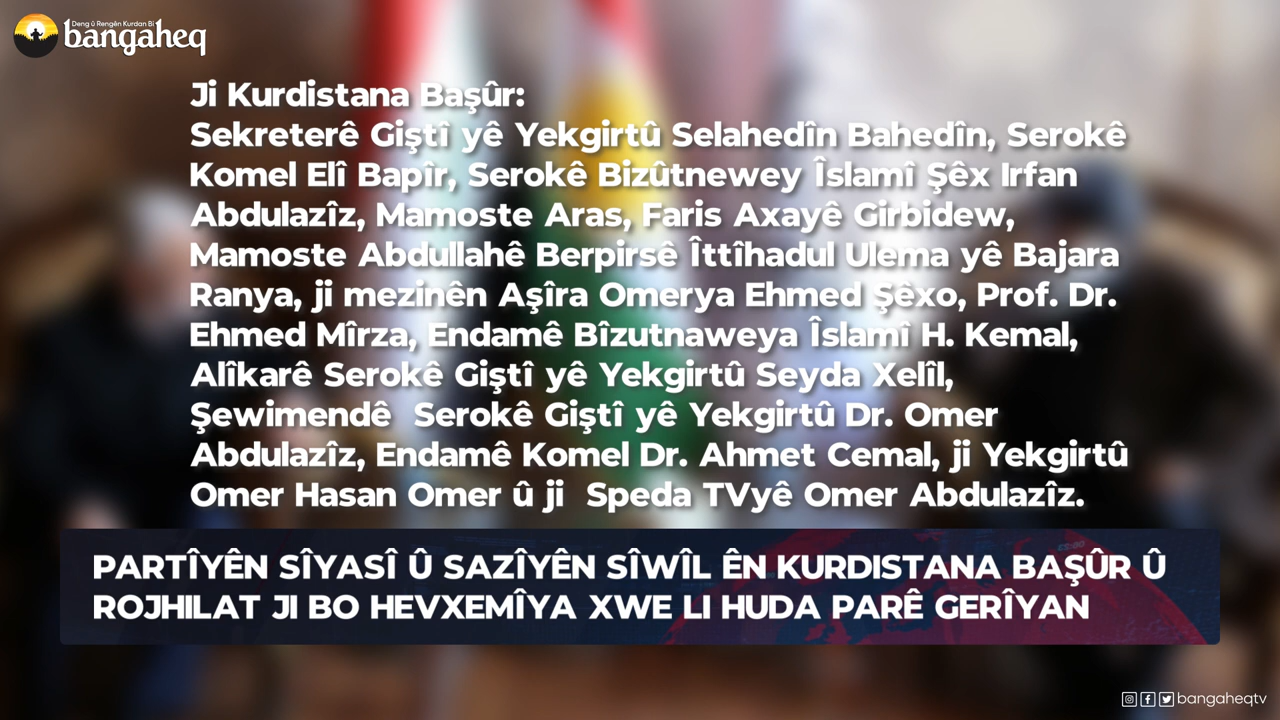 Deng û Rengên Kurdan Bi
bangaheq
Ji Kurdistana Başûr:
Sekreterê Giştî yê Yekgirtû Selahedîn Bahedîn, Serokê
Komel Elî Bapîr, Serokê Bizûtnewey Îslamî Şêx Irfan
Abdulazîz, Mamoste Aras, Faris Axayê Girbidew,
Mamoste Abdullahê Berpirsê Îttîhadul Ulema yê Bajara
Ranya, ji mezinên Aşîra Omerya Ehmed Şêxo, Prof. Dr.
Ehmed Mîrza, Endamê Bîzutnaweya Îslamî H. Kemal,
Alîkarê Serokê Giştî yê Yekgirtû Seyda Xelîl,
Şewimendê Serokê Giştî yê Yekgirtû Dr. Omer
Abdulazîz, Endamê Komel Dr. Ahmet Cemal, ji Yekgirtû
Omer Hasan Omer û ji Speda TVyê Omer Abdulazîz.
PARTÎYÊN SÎYASÎ Û SAZÎYÊN SÎWÎL ÊN KURDISTANA BAŞÛR Û
ROJHILAT JI BO HEVXEMÎYA XWE LI HUDA PARÊ GERÎYAN
bangaheqtv